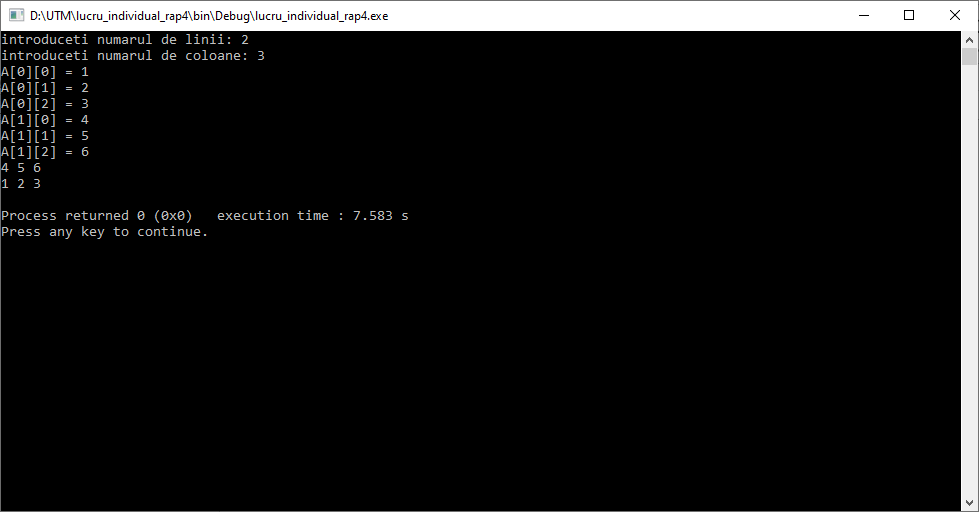 D:\UTM\lucru_individual_rap4\bin\Debug\lucru_individual_rap4.exe
introduceti numarul de linii: 2
introduceti numarul de coloane: 3
A[0][0] = 1
A[0][1] = 2
A[0][2] = 3
A[1][0] = 4
A[1][1] = 5
A[1][2] = 6
4 5 6
1 2 3
Process returned 0 (0x0)   execution time : 7.583 s
Press any key to continue.